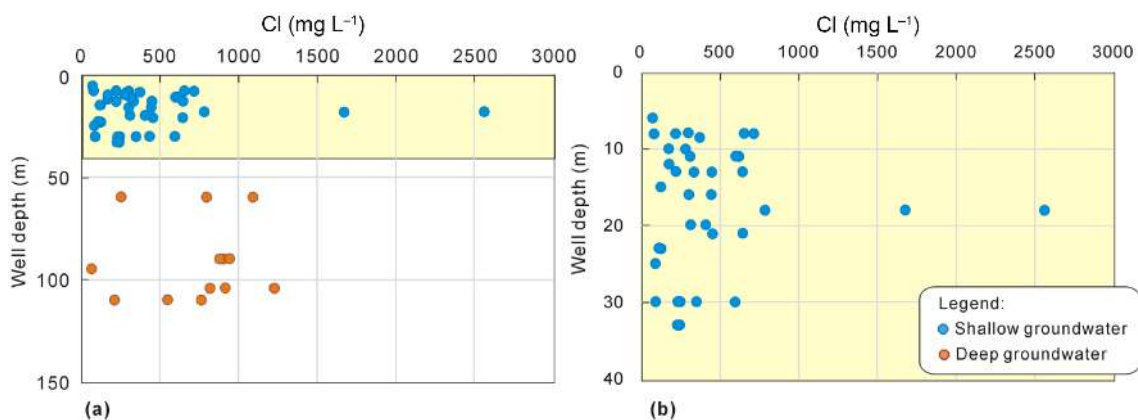 Cl (mg L⁻¹)
0 500 1000 1500 2000 2500 3000
0
50
100
150
Well depth (m)
(a)
Cl (mg L⁻¹)
0 500 1000 1500 2000 2500 3000
0
10
20
30
40
Well depth (m)
Legend:
Shallow groundwater
Deep groundwater
(b)